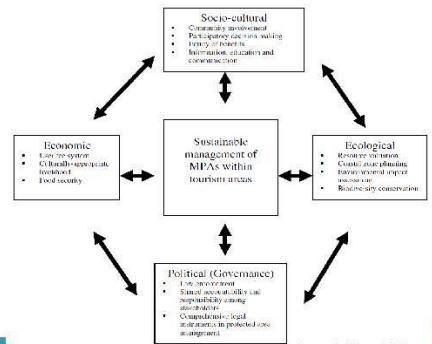 Socio-cultural
• Community involvement
• Participatory decision making
• Equity of benefits
• Information, education and
communication
Economic
• User fee system
• Culturally-appropriate
livelihood
• Food security
Sustainable
management of
MPAs within
tourism areas
Ecological
• Resource valuation
• Coastal zone planning
• Environmental impact
assessment
• Biodiversity conservation
Political (Governance)
• Law enforcement
• Shared accountability and
responsibility among
stakeholders
• Comprehensive legal
instruments in protected area
management